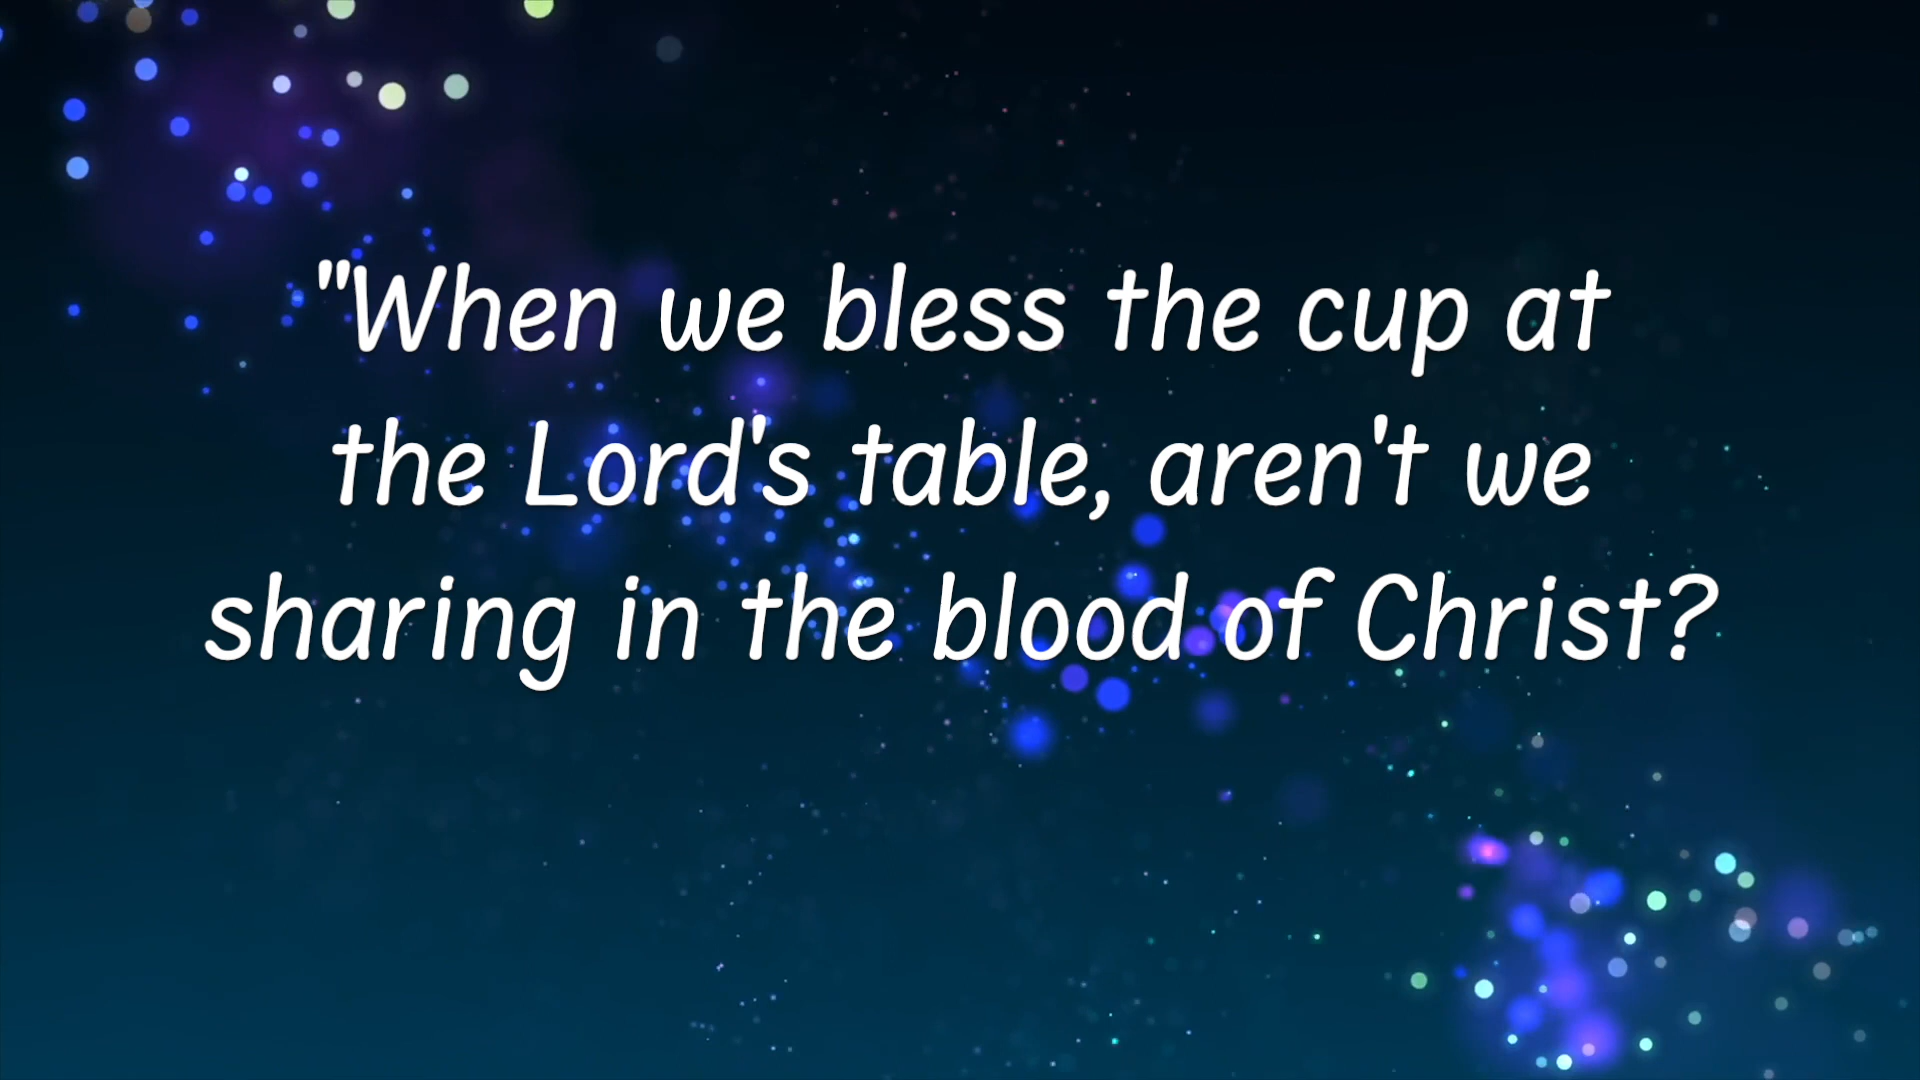 "When we bless the cup at
the Lord's table, aren't we
sharing in the blood of Christ?